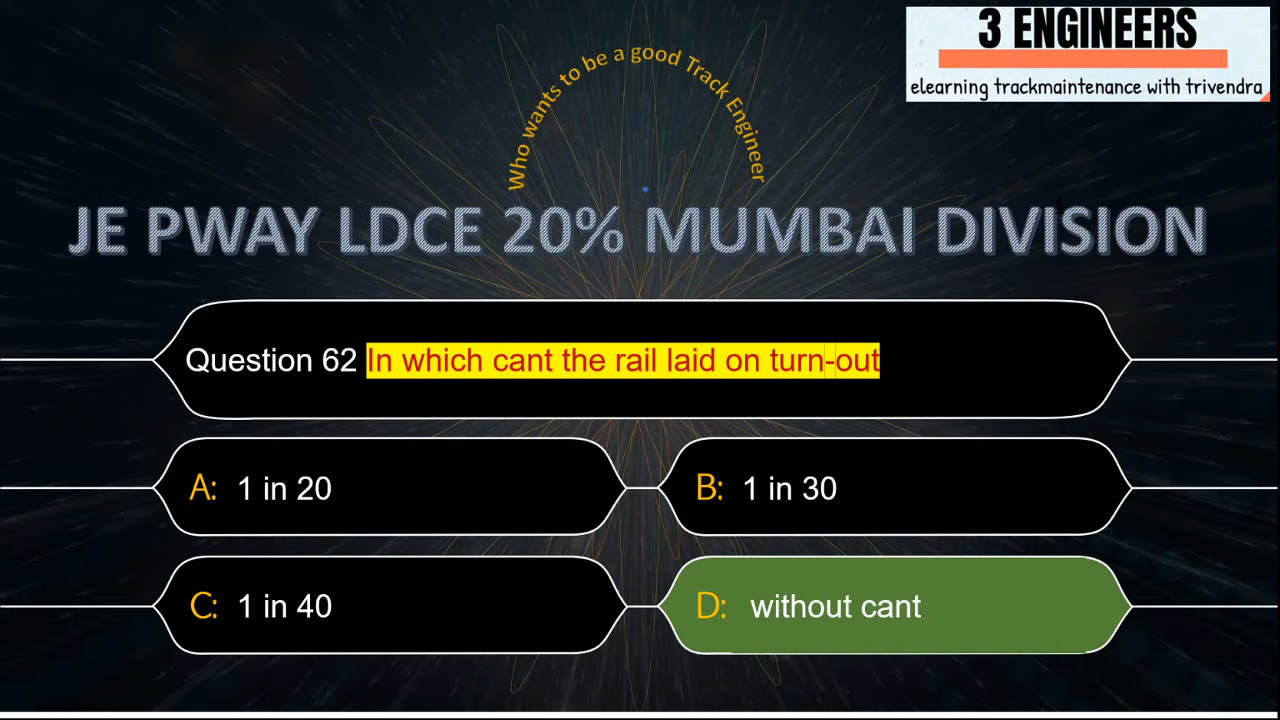 3 ENGINEERS
elearning trackmaintenance with trivendra
Who wants to be a good Track Engineer
JE PWAY LDCE 20% MUMBAI DIVISION
Question 62 In which cant the rail laid on turn-out
A: 1 in 20
B: 1 in 30
C: 1 in 40
D: without cant